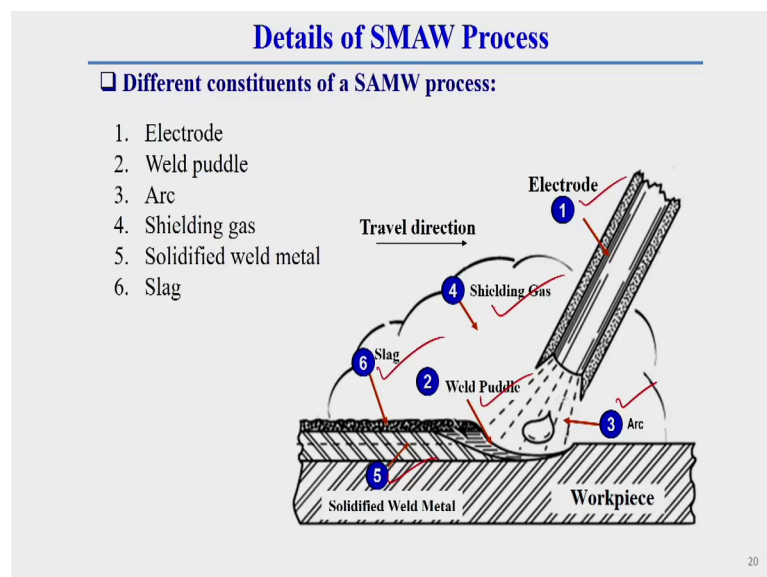 Details of SMAW Process
❑ Different constituents of a SAMW process:
1. Electrode
2. Weld puddle
3. Arc
4. Shielding gas
5. Solidified weld metal
6. Slag
Electrode
1
Travel direction
4 Shielding Gas
6 Slag
2 Weld Puddle
3 Arc
5
Solidified Weld Metal
Workpiece
20